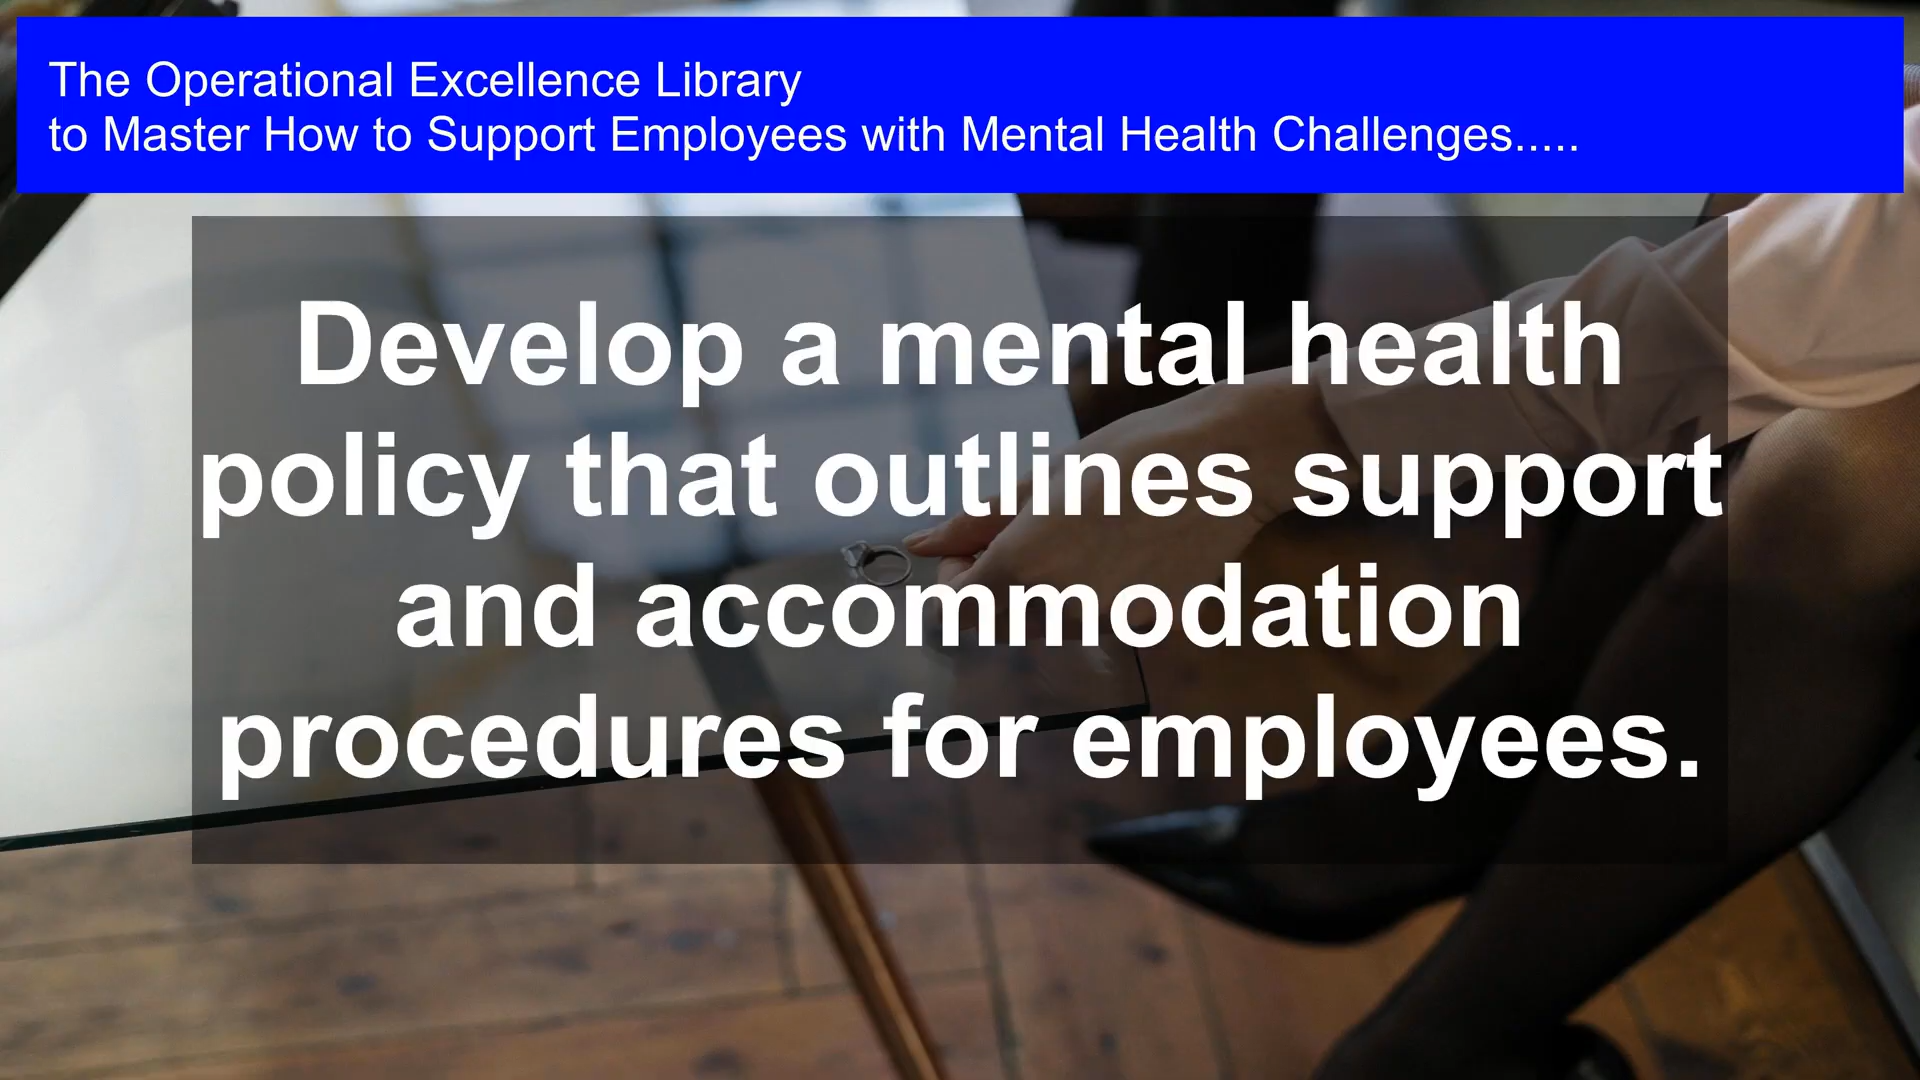 The Operational Excellence Library
to Master How to Support Employees with Mental Health Challenges.....
Develop a mental health
policy that outlines support
and accommodation
procedures for employees.